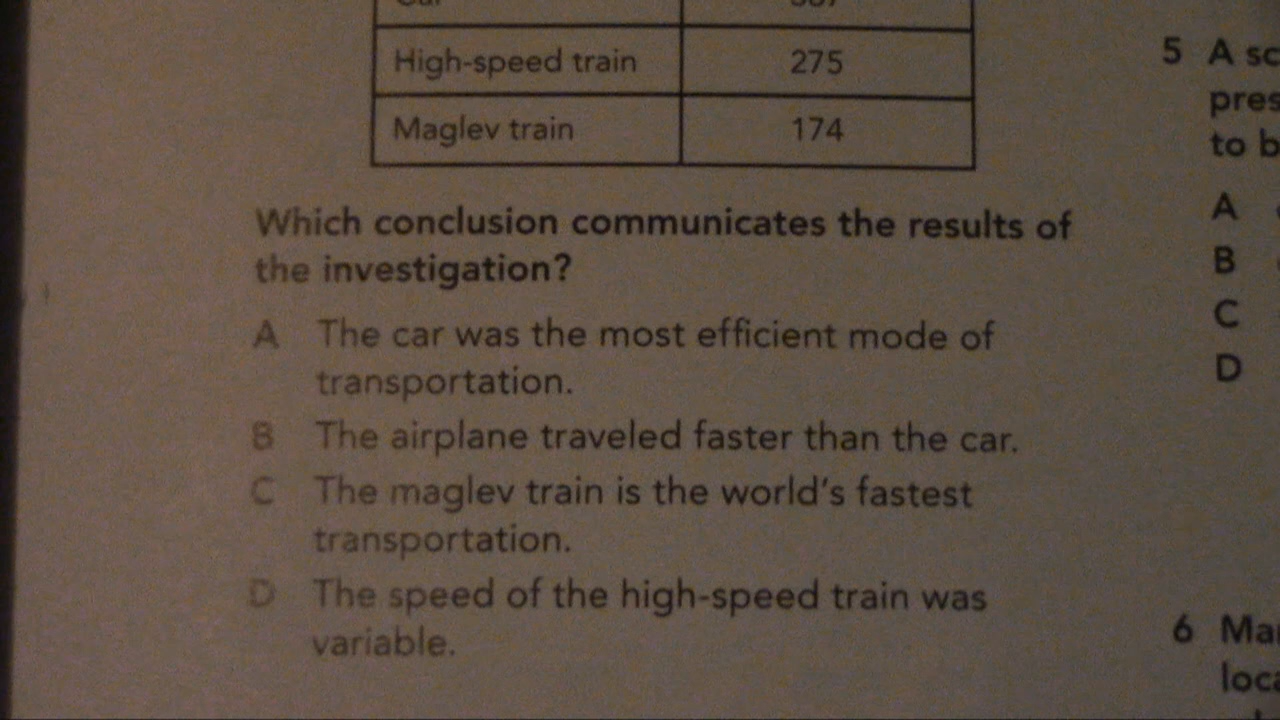 High-speed train 275
Maglev train 174
Which conclusion communicates the results of
the investigation?
A The car was the most efficient mode of
transportation.
B The airplane traveled faster than the car.
C The maglev train is the world's fastest
transportation.
D The speed of the high-speed train was
variable.
5 A
to
A
B
C
D
6